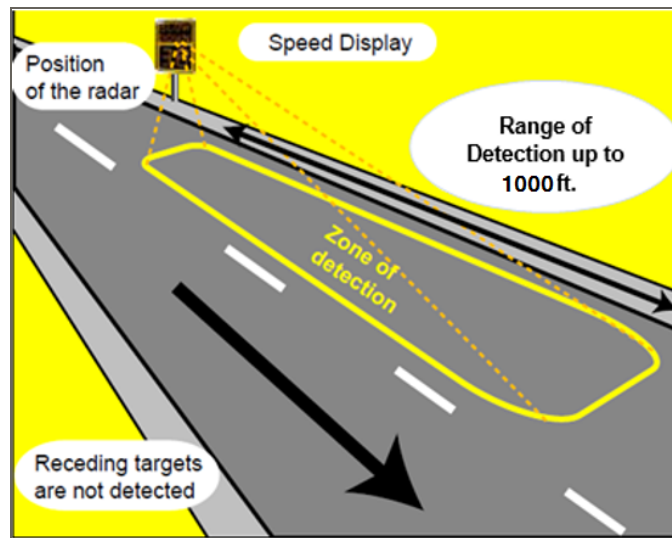 Speed Display
Position
of the radar
Range of
Detection up to
1000 ft.
Zone of
detection
Receding targets
are not detected